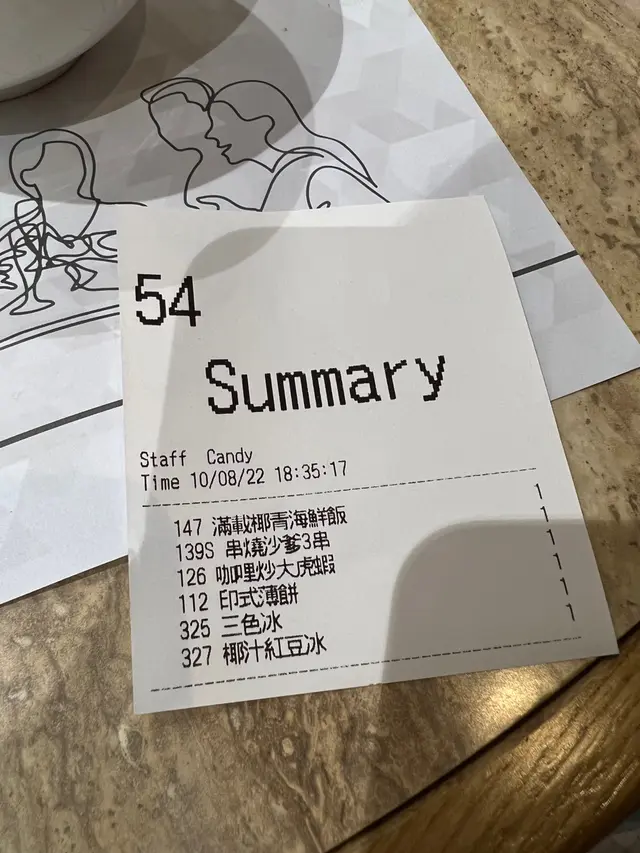 54
Summary
Staff Candy
Time 10/08/22 18:35:17
147 滿載椰青海鮮飯 1
139S 串燒沙爹3串 1
126 咖哩炒大虎蝦 1
112 印式薄餅 1
325 三色冰 1
327 椰汁紅豆冰 1